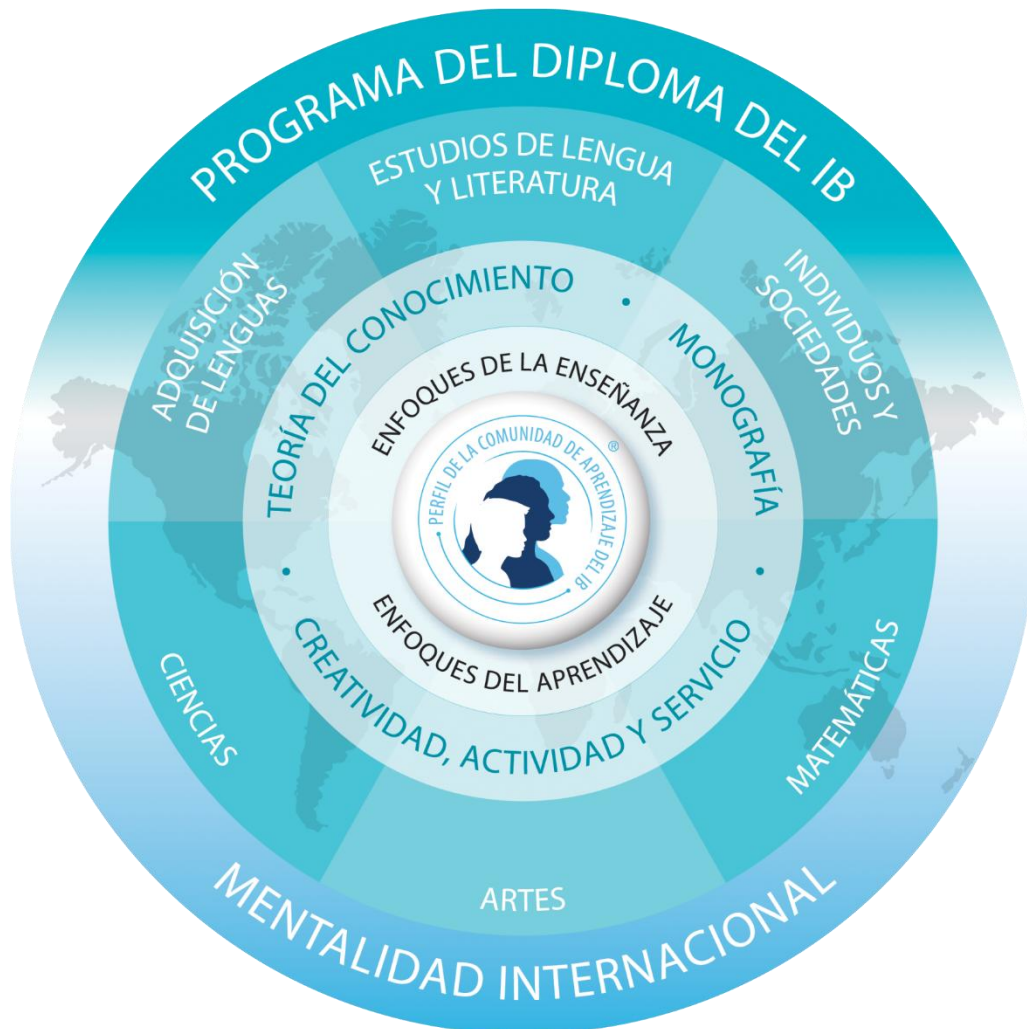 PROGRAMA DEL DIPLOMA DEL IB
ESTUDIOS DE LENGUA
Y LITERATURA
ADQUISICIÓN
DE LENGUAS
INDIVIDUOS Y
SOCIEDADES
TEORÍA DEL CONOCIMIENTO
•
MONOGRAFÍA
•
ENFOQUES DE LA ENSEÑANZA
PERFIL DE LA COMUNIDAD DE APRENDIZAJE DEL IB ®
ENFOQUES DEL APRENDIZAJE
•
CREATIVIDAD, ACTIVIDAD Y SERVICIO
CIENCIAS
MATEMÁTICAS
ARTES
MENTALIDAD INTERNACIONAL